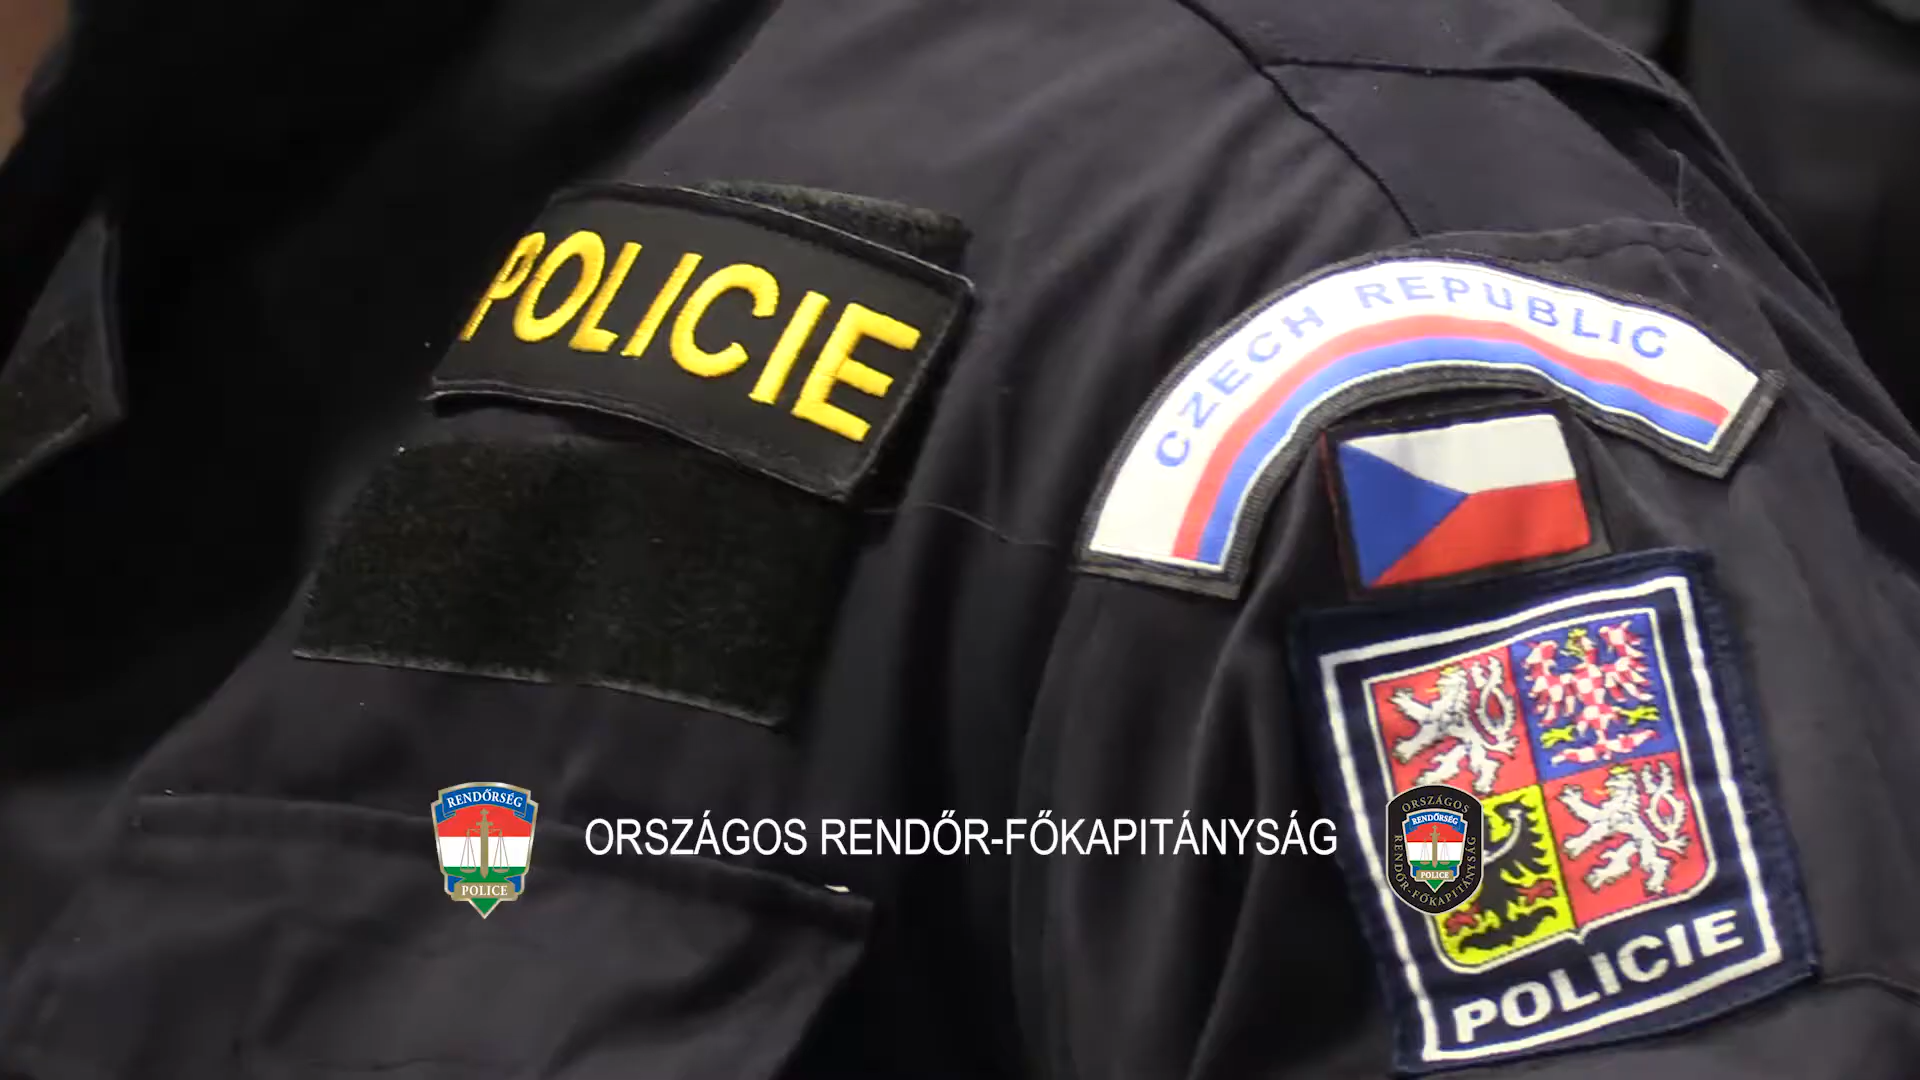 POLICIE
CZECH REPUBLIC
RENDŐRSÉG
POLICE
ORSZÁGOS RENDŐR-FŐKAPITÁNYSÁG
ORSZÁGOS
RENDŐRSÉG
POLICE
RENDŐR-FŐKAPITÁNYSÁG
POLICIE